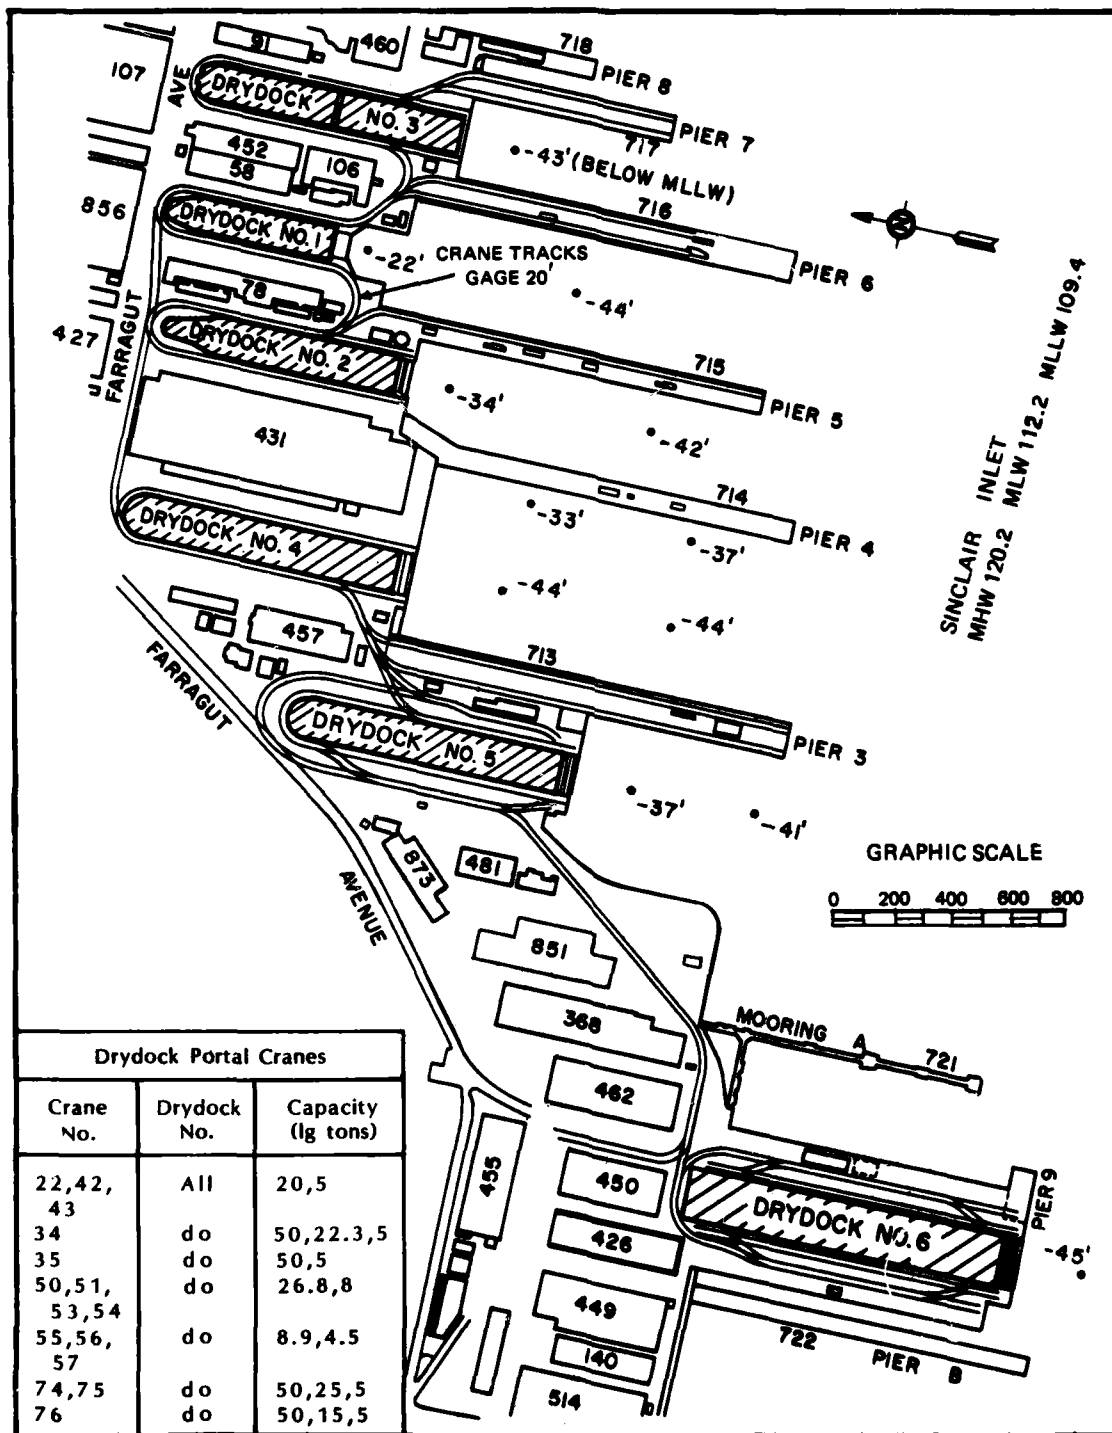 718
91
460
PIER 8
107
AVE
DRYDOCK NO. 3
PIER 7
717
452
58
106
-43' (BELOW MLLW)
716
856
DRYDOCK NO. 1
-22'
CRANE TRACKS
GAGE 20'
PIER 6
N
78
-44'
427
FARRAGUT
DRYDOCK NO. 2
715
-34'
PIER 5
-42'
431
714
-33'
PIER 4
-37'
DRYDOCK NO. 4
-44'
-44'
SINCLAIR INLET
MHW 120.2 MLW 112.2 MLLW 109.4
457
713
FARRAGUT
DRYDOCK NO. 5
PIER 3
-37'
-41'
873
481
AVENUE
GRAPHIC SCALE
0 200 400 600 800
851
368
MOORING A
721
462
455
450
DRYDOCK NO. 6
PIER 9
426
-45'
449
722 PIER B
140
514
Drydock Portal Cranes
Crane No. Drydock No. Capacity (lg tons)
22,42, All 20,5
43
34 do 50,22.3,5
35 do 50,5
50,51, do 26.8,8
53,54
55,56, do 8.9,4.5
57
74,75 do 50,25,5
76 do 50,15,5